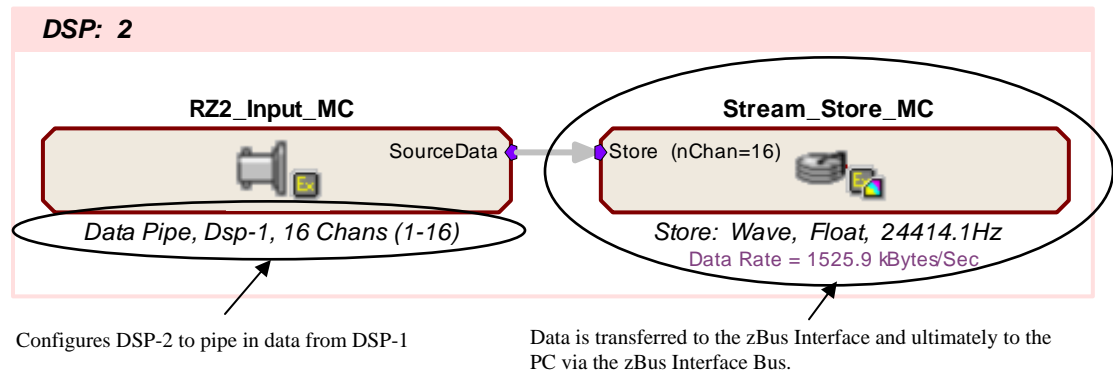 DSP: 2
RZ2_Input_MC
Stream_Store_MC
SourceData
Store (nChan=16)
Data Pipe, Dsp-1, 16 Chans (1-16)
Store: Wave, Float, 24414.1Hz
Data Rate = 1525.9 kBytes/Sec
Configures DSP-2 to pipe in data from DSP-1
Data is transferred to the zBus Interface and ultimately to the
PC via the zBus Interface Bus.